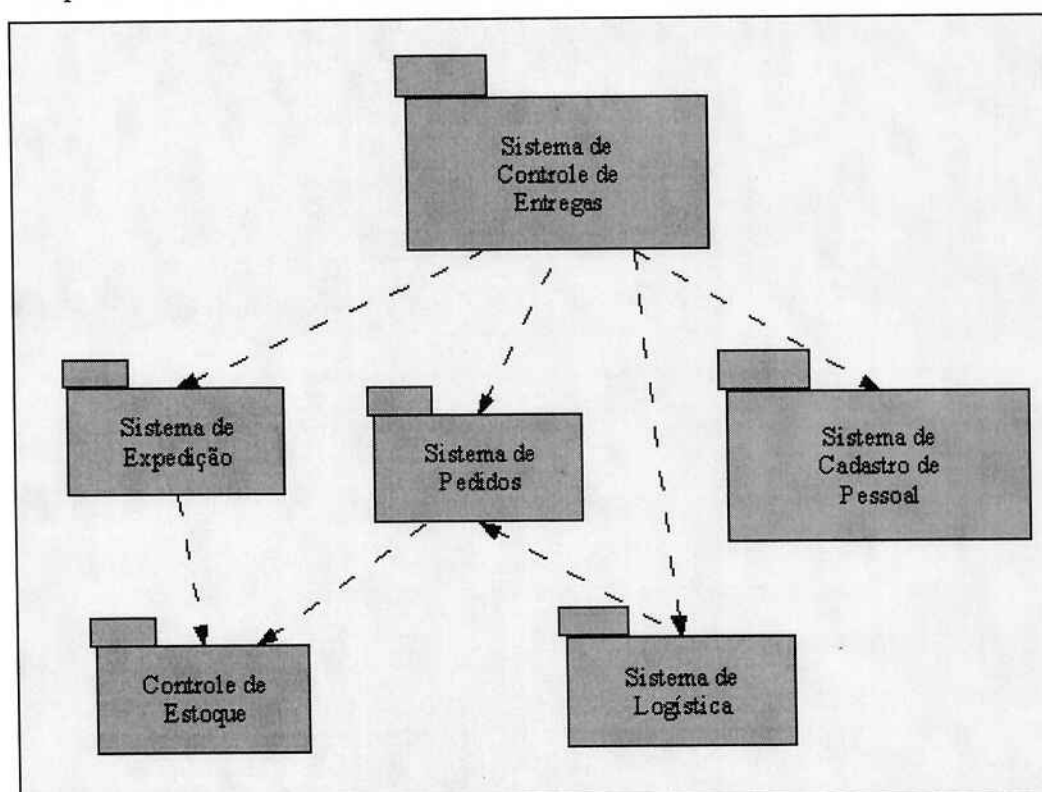 Sistema de
Controle de
Entregas
Sistema de
Expedição
Sistema de
Pedidos
Sistema de
Cadastro de
Pessoal
Controle de
Estoque
Sistema de
Logística